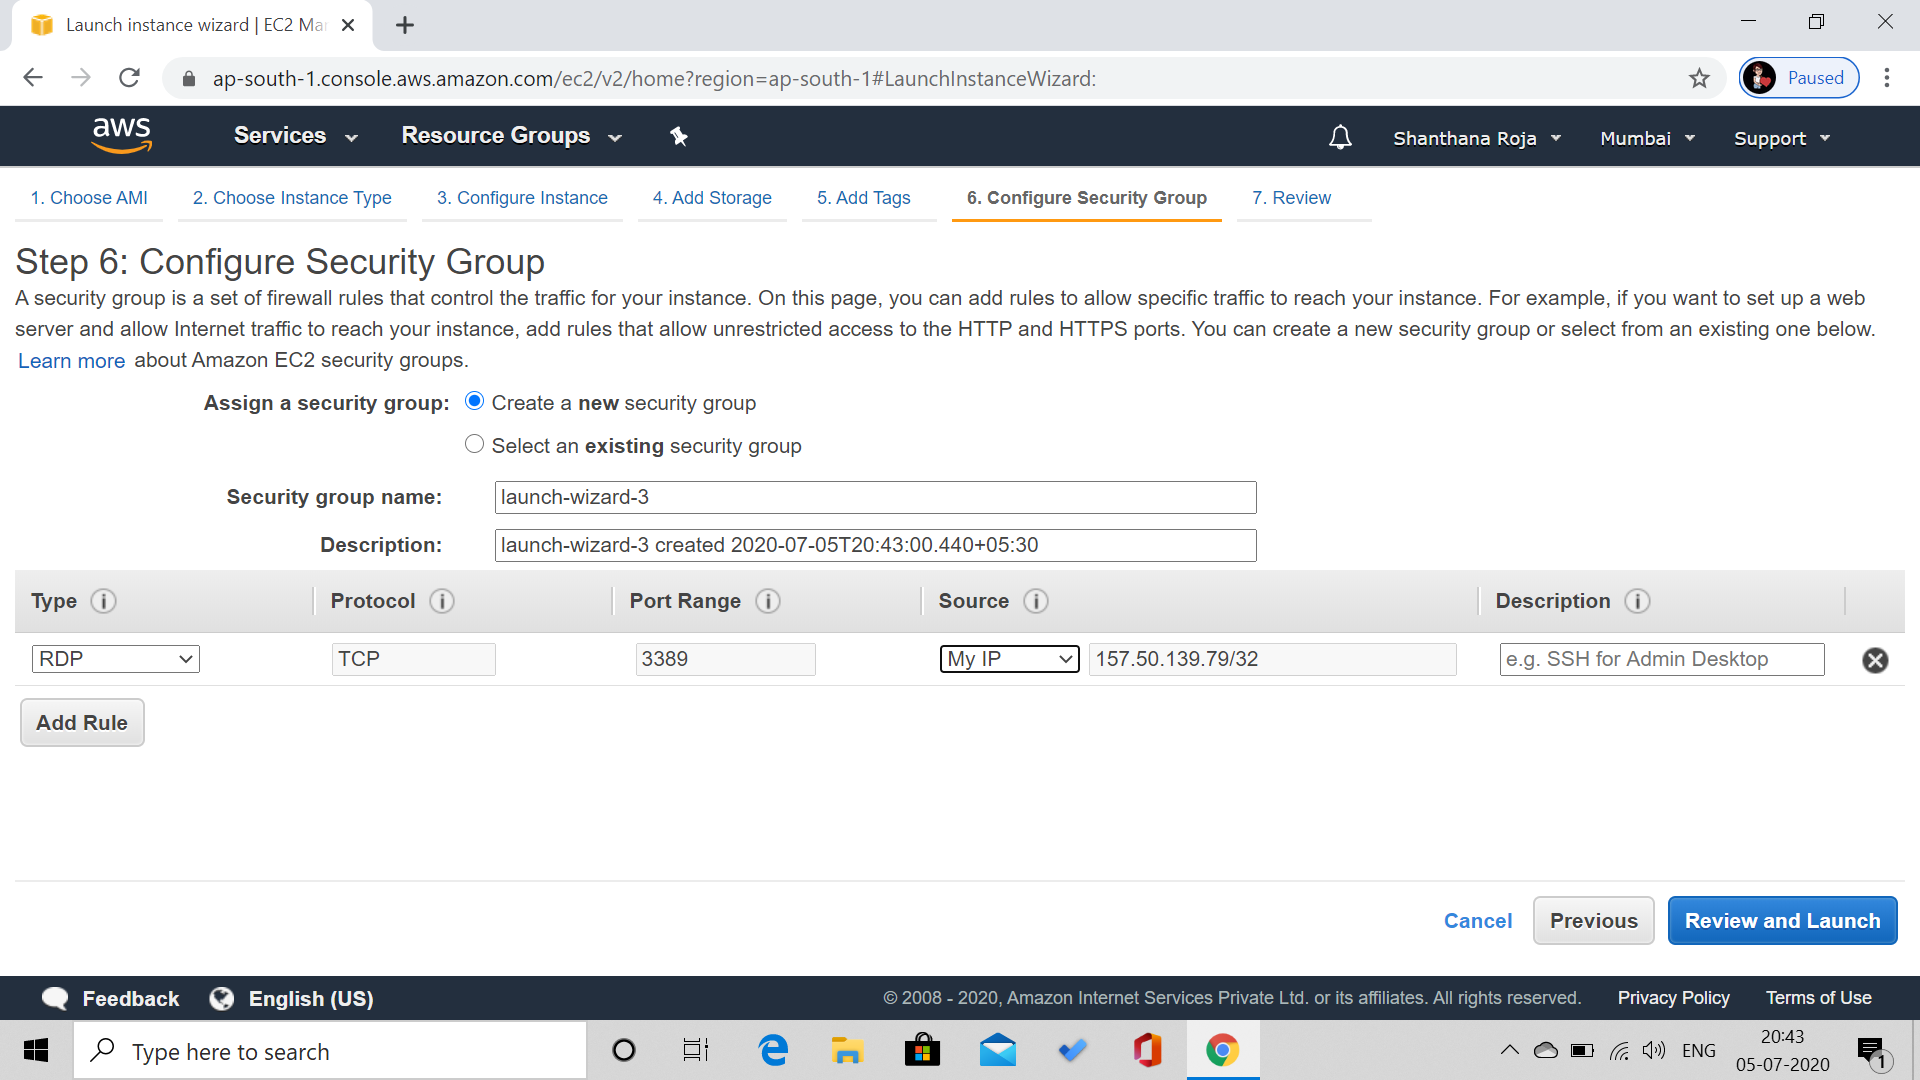 Launch instance wizard | EC2 Ma
ap-south-1.console.aws.amazon.com/ec2/v2/home?region=ap-south-1#LaunchInstanceWizard:
Paused
aws
Services
Resource Groups
Shanthana Roja
Mumbai
Support
1. Choose AMI
2. Choose Instance Type
3. Configure Instance
4. Add Storage
5. Add Tags
6. Configure Security Group
7. Review
Step 6: Configure Security Group
A security group is a set of firewall rules that control the traffic for your instance. On this page, you can add rules to allow specific traffic to reach your instance. For example, if you want to set up a web
server and allow Internet traffic to reach your instance, add rules that allow unrestricted access to the HTTP and HTTPS ports. You can create a new security group or select from an existing one below.
Learn more about Amazon EC2 security groups.
Assign a security group:
Create a new security group
Select an existing security group
Security group name:
launch-wizard-3
Description:
launch-wizard-3 created 2020-07-05T20:43:00.440+05:30
Type
Protocol
Port Range
Source
Description
RDP
TCP
3389
My IP
157.50.139.79/32
e.g. SSH for Admin Desktop
Add Rule
Cancel
Previous
Review and Launch
Feedback
English (US)
© 2008 - 2020, Amazon Internet Services Private Ltd. or its affiliates. All rights reserved.
Privacy Policy
Terms of Use
Type here to search
ENG
20:43
05-07-2020
1